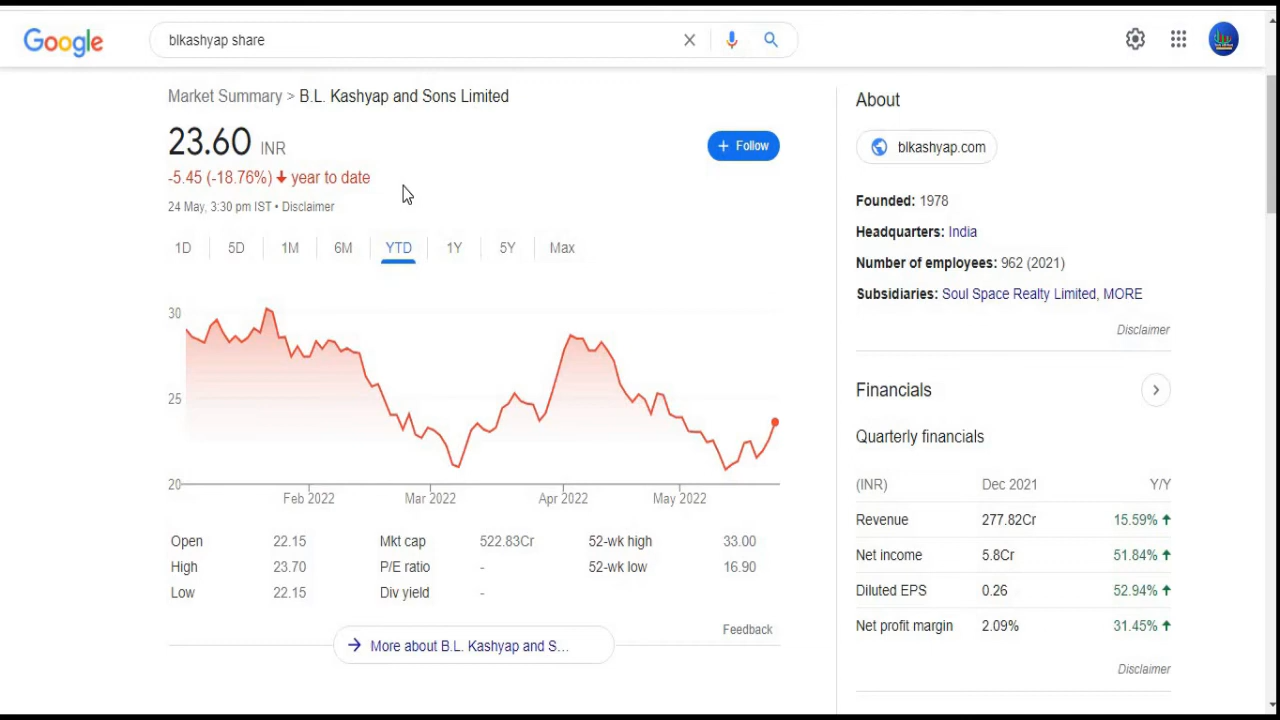 Google
blkashyap share
Market Summary > B.L. Kashyap and Sons Limited
23.60 INR
+ Follow
-5.45 (-18.76%) ↓ year to date
24 May, 3:30 pm IST • Disclaimer
1D 5D 1M 6M YTD 1Y 5Y Max
30
25
20
Feb 2022 Mar 2022 Apr 2022 May 2022
Open 22.15 Mkt cap 522.83Cr 52-wk high 33.00
High 23.70 P/E ratio - 52-wk low 16.90
Low 22.15 Div yield -
Feedback
→ More about B.L. Kashyap and S...
About
blkashyap.com
Founded: 1978
Headquarters: India
Number of employees: 962 (2021)
Subsidiaries: Soul Space Realty Limited, MORE
Disclaimer
Financials
Quarterly financials
(INR) Dec 2021 Y/Y
Revenue 277.82Cr 15.59% ↑
Net income 5.8Cr 51.84% ↑
Diluted EPS 0.26 52.94% ↑
Net profit margin 2.09% 31.45% ↑
Disclaimer